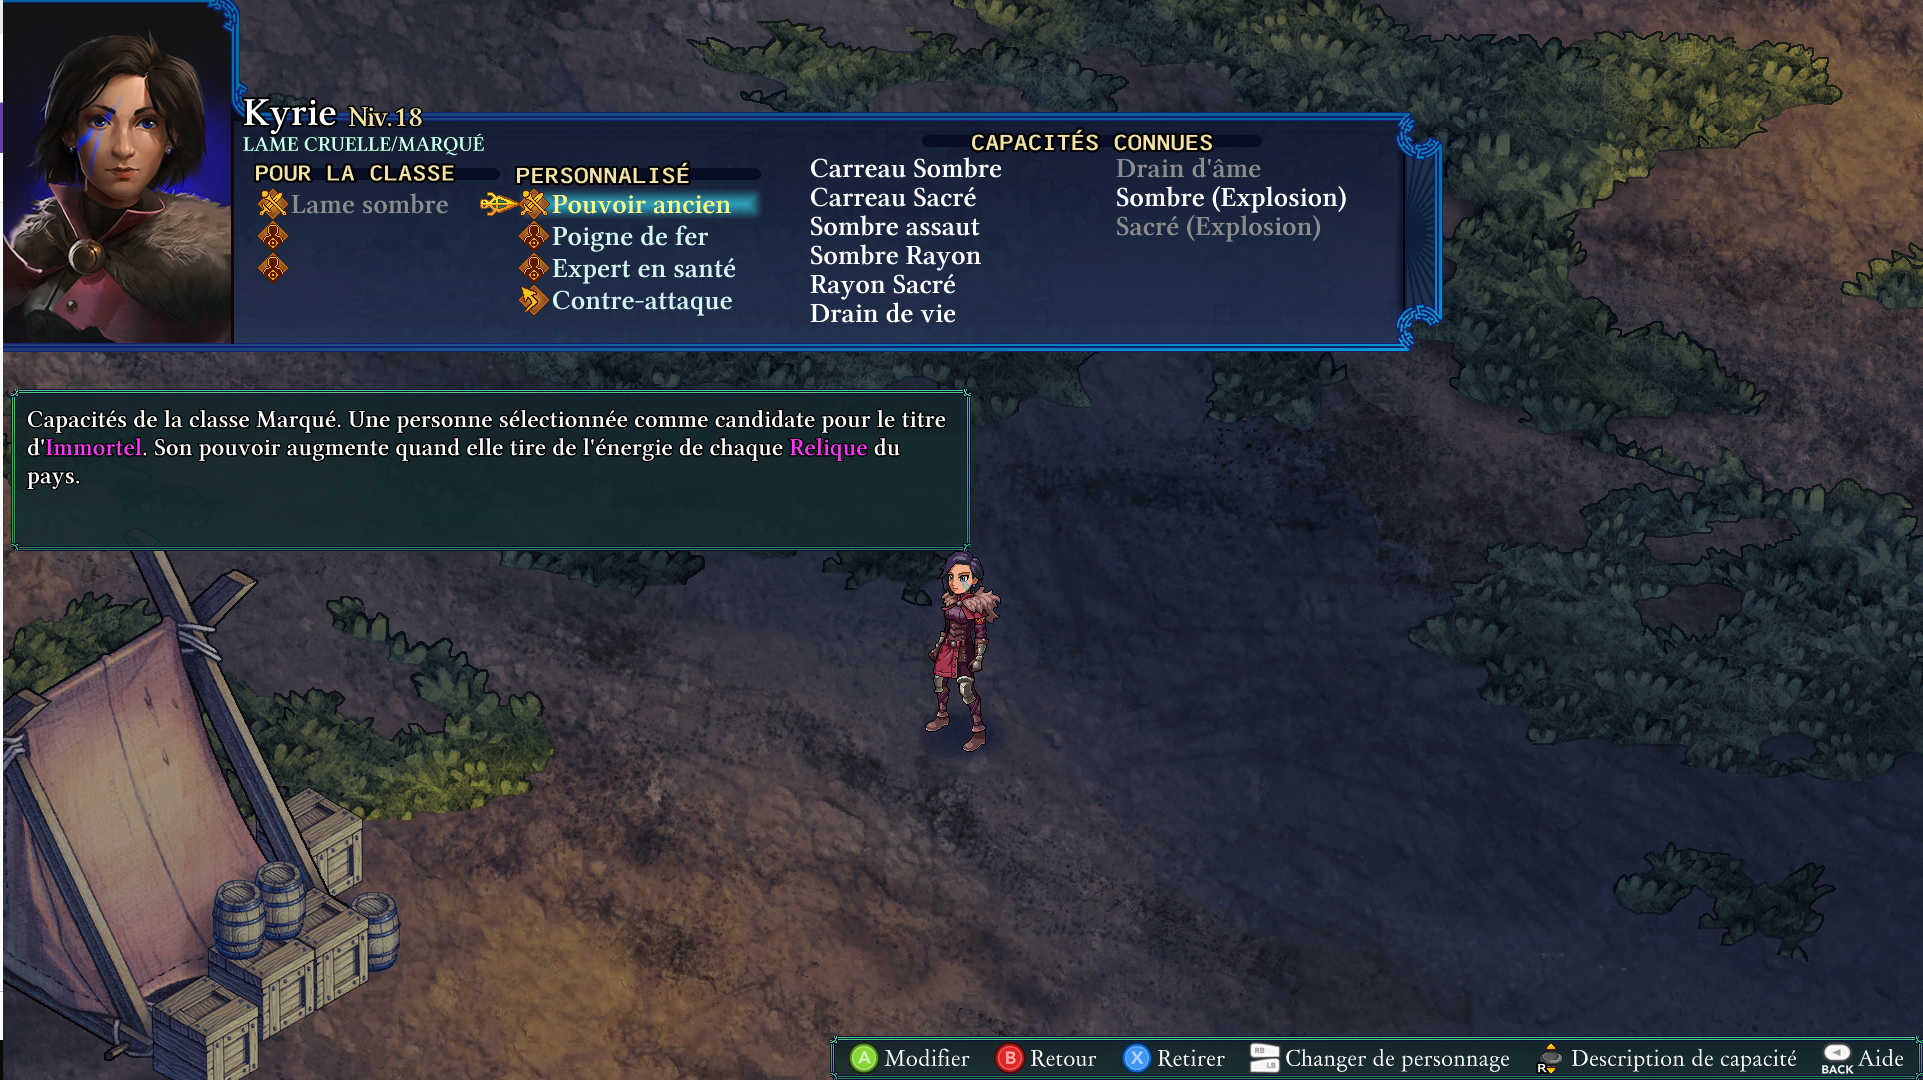 Kyrie Niv.18
LAME CRUELLE/MARQUÉ
POUR LA CLASSE
Lame sombre
PERSONNALISÉ
Pouvoir ancien
Poigne de fer
Expert en santé
Contre-attaque
CAPACITÉS CONNUES
Carreau Sombre
Carreau Sacré
Sombre assaut
Sombre Rayon
Rayon Sacré
Drain de vie
Drain d'âme
Sombre (Explosion)
Sacré (Explosion)
Capacités de la classe Marqué. Une personne sélectionnée comme candidate pour le titre
d'Immortel. Son pouvoir augmente quand elle tire de l'énergie de chaque Relique du
pays.
A Modifier B Retour X Retirer RB LB Changer de personnage R Description de capacité BACK Aide